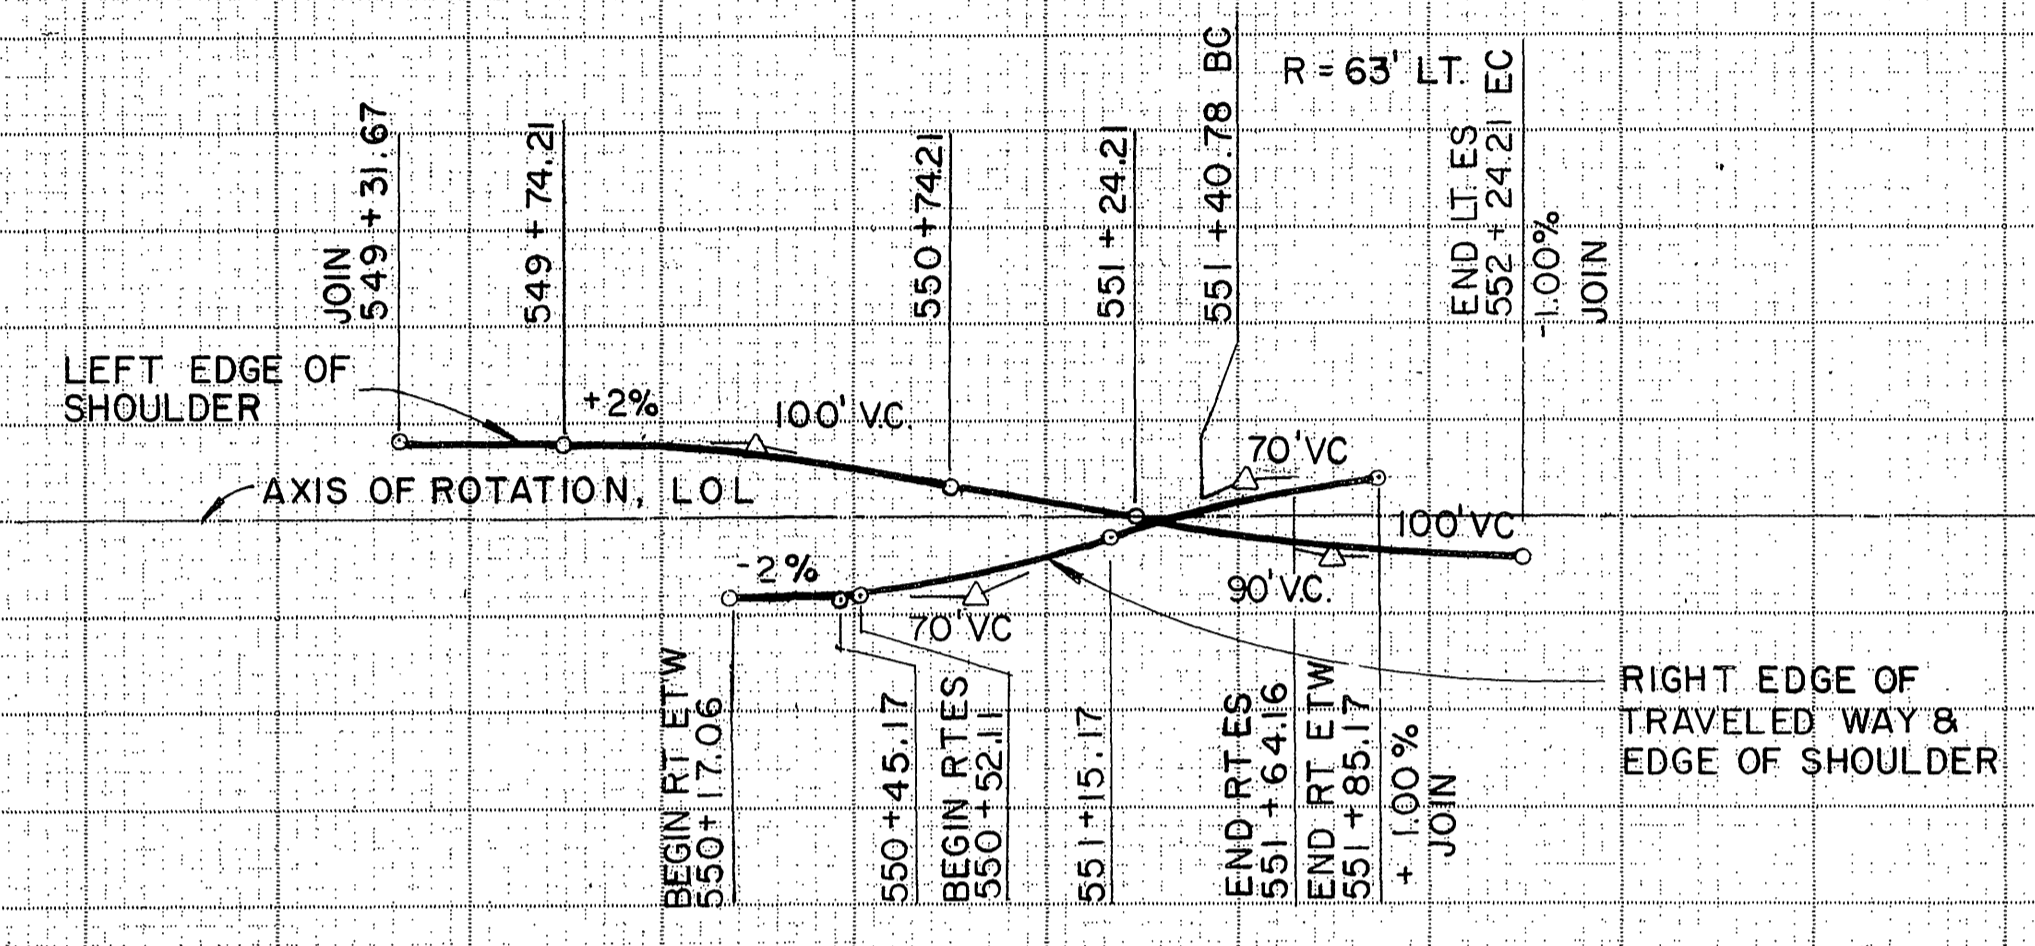 JOIN
549 + 31.67
549 + 74.21
550 + 74.21
551 + 24.21
551 + 40.78 BC
R = 63' LT.
END LT ES
552 + 24.21 EC
-1.00%
JOIN
LEFT EDGE OF
SHOULDER
+2%
100' V.C.
70' VC
AXIS OF ROTATION, LOL
100' VC
-2%
70' VC
90' V.C.
BEGIN RT ETW
550 + 17.06
550 + 45.17
BEGIN RT ES
550 + 52.11
551 + 15.17
END RT ES
551 + 64.16
END RT ETW
551 + 85.17
+ 1.00%
JOIN
RIGHT EDGE OF
TRAVELED WAY &
EDGE OF SHOULDER